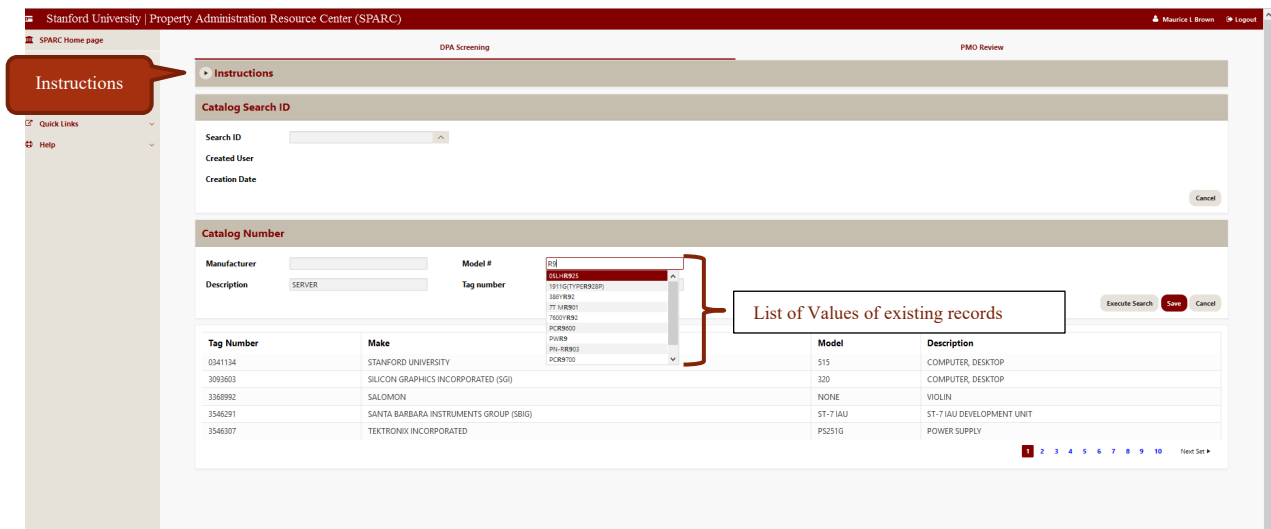 Stanford University | Property Administration Resource Center (SPARC)
Maurice L Brown
Logout
SPARC Home page
DPA Screening
PMO Review
Instructions
Instructions
Catalog Search ID
Quick Links
Help
Search ID
Created User
Creation Date
Cancel
Catalog Number
Manufacturer
Model #
R9
Description
SERVER
Tag number
05LHR925
1911G(TYPER928P)
386YR92
7T MR901
7600YR92
PCR9600
PWR9
PN-RR903
PCR9700
List of Values of existing records
Execute Search
Save
Cancel
Tag Number Make Model Description
0341134 STANFORD UNIVERSITY 515 COMPUTER, DESKTOP
3093603 SILICON GRAPHICS INCORPORATED (SGI) 320 COMPUTER, DESKTOP
3368992 SALOMON NONE VIOLIN
3546291 SANTA BARBARA INSTRUMENTS GROUP (SBIG) ST-7 IAU ST-7 IAU DEVELOPMENT UNIT
3546307 TEKTRONIX INCORPORATED PS251G POWER SUPPLY
1 2 3 4 5 6 7 8 9 10 Next Set